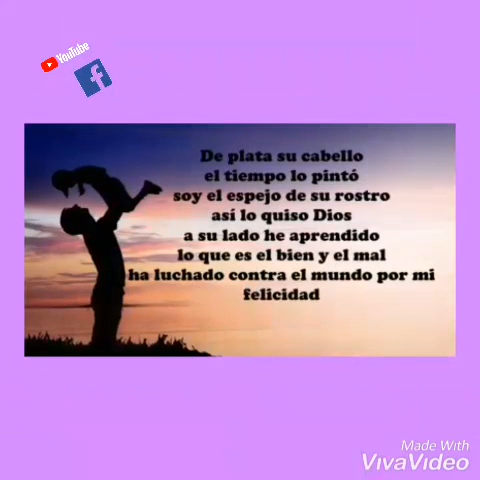 YouTube
f
De plata su cabello
el tiempo lo pintó
soy el espejo de su rostro
así lo quiso Dios
a su lado he aprendido
lo que es el bien y el mal
ha luchado contra el mundo por mi
felicidad
Made With
VivaVideo